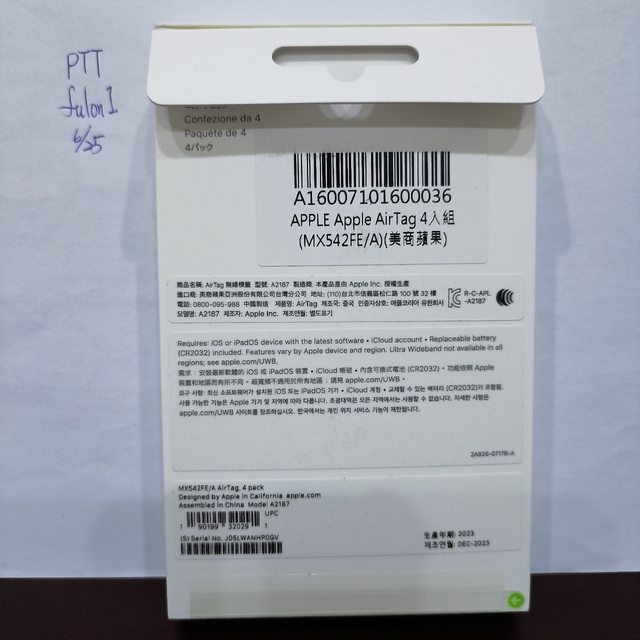 PTT
fulon1
6/25
Confezione da 4
Paquete de 4
4パック
A16007101600036
APPLE Apple AirTag 4入組
(MX542FE/A)(美商蘋果)
商品名稱: AirTag 無線標籤 型號: A2187 製造商: 本產品是由 Apple Inc. 授權生產
進口商: 美商蘋果亞洲股份有限公司台灣分公司 地址: (110)台北市信義區松仁路 100 號 32 樓
電話: 0800-095-988 中國製造 제품명: AirTag 제조국: 중국 인증자상호: 애플코리아 유한회사
모델명: A2187 제조자: Apple Inc. 제조연월: 별도표기
R-C-APL
-A2187
Requires: iOS or iPadOS device with the latest software • iCloud account • Replaceable battery
(CR2032) included. Features vary by Apple device and region. Ultra Wideband not available in all
regions; see apple.com/UWB.
需求：安裝最新軟體的 iOS 或 iPadOS 裝置 • iCloud 帳號 • 內含可換式電池 (CR2032) • 功能依照 Apple
裝置和地區而有所不同。超寬頻不適用於所有地區：請見 apple.com/UWB。
요구 사항: 최신 소프트웨어가 설치된 iOS 또는 iPadOS 기기 • iCloud 계정 • 교체할 수 있는 배터리 (CR2032)가 포함됨.
사용 가능한 기능은 Apple 기기 및 지역에 따라 다릅니다. 초광대역은 모든 지역에서 사용할 수 없습니다. 자세한 사항은
apple.com/UWB 사이트를 참조하십시오. 한국에서는 개인 위치 서비스 기능이 제한됩니다.
2AB26-07176-A
MX542FE/A AirTag, 4 pack
Designed by Apple in California apple.com
Assembled in China Model A2187
UPC
1 90199 32029 1
(S) Serial No. J05LWANHP0GV
生產年期: 2023
제조연월: DEC-2023